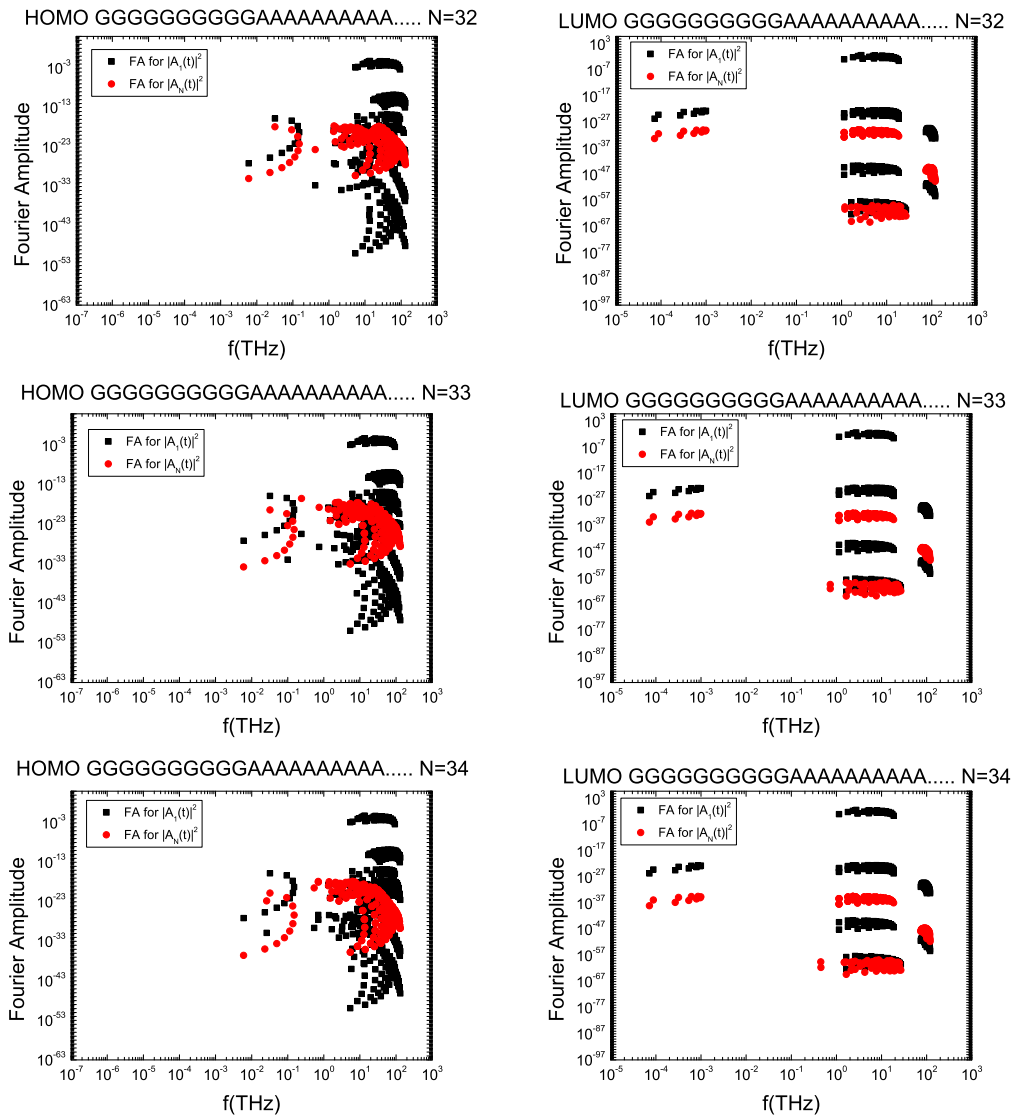 HOMO GGGGGGGGGGAAAAAAAAAA..... N=32
FA for |A₁(t)|²
FA for |A_N(t)|²
Fourier Amplitude
10⁻³
10⁻¹³
10⁻²³
10⁻³³
10⁻⁴³
10⁻⁵³
10⁻⁶³
10⁻⁷ 10⁻⁶ 10⁻⁵ 10⁻⁴ 10⁻³ 10⁻² 10⁻¹ 10⁰ 10¹ 10² 10³
f(THz)
LUMO GGGGGGGGGGAAAAAAAAAA..... N=32
FA for |A₁(t)|²
FA for |A_N(t)|²
Fourier Amplitude
10³
10⁻⁷
10⁻¹⁷
10⁻²⁷
10⁻³⁷
10⁻⁴⁷
10⁻⁵⁷
10⁻⁶⁷
10⁻⁷⁷
10⁻⁸⁷
10⁻⁹⁷
10⁻⁵ 10⁻⁴ 10⁻³ 10⁻² 10⁻¹ 10⁰ 10¹ 10² 10³
f(THz)
HOMO GGGGGGGGGGAAAAAAAAAA..... N=33
FA for |A₁(t)|²
FA for |A_N(t)|²
Fourier Amplitude
10⁻³
10⁻¹³
10⁻²³
10⁻³³
10⁻⁴³
10⁻⁵³
10⁻⁶³
10⁻⁷ 10⁻⁶ 10⁻⁵ 10⁻⁴ 10⁻³ 10⁻² 10⁻¹ 10⁰ 10¹ 10² 10³
f(THz)
LUMO GGGGGGGGGGAAAAAAAAAA..... N=33
FA for |A₁(t)|²
FA for |A_N(t)|²
Fourier Amplitude
10³
10⁻⁷
10⁻¹⁷
10⁻²⁷
10⁻³⁷
10⁻⁴⁷
10⁻⁵⁷
10⁻⁶⁷
10⁻⁷⁷
10⁻⁸⁷
10⁻⁹⁷
10⁻⁵ 10⁻⁴ 10⁻³ 10⁻² 10⁻¹ 10⁰ 10¹ 10² 10³
f(THz)
HOMO GGGGGGGGGGAAAAAAAAAA..... N=34
FA for |A₁(t)|²
FA for |A_N(t)|²
Fourier Amplitude
10⁻³
10⁻¹³
10⁻²³
10⁻³³
10⁻⁴³
10⁻⁵³
10⁻⁶³
10⁻⁷ 10⁻⁶ 10⁻⁵ 10⁻⁴ 10⁻³ 10⁻² 10⁻¹ 10⁰ 10¹ 10² 10³
f(THz)
LUMO GGGGGGGGGGAAAAAAAAAA..... N=34
FA for |A₁(t)|²
FA for |A_N(t)|²
Fourier Amplitude
10³
10⁻⁷
10⁻¹⁷
10⁻²⁷
10⁻³⁷
10⁻⁴⁷
10⁻⁵⁷
10⁻⁶⁷
10⁻⁷⁷
10⁻⁸⁷
10⁻⁹⁷
10⁻⁵ 10⁻⁴ 10⁻³ 10⁻² 10⁻¹ 10⁰ 10¹ 10² 10³
f(THz)